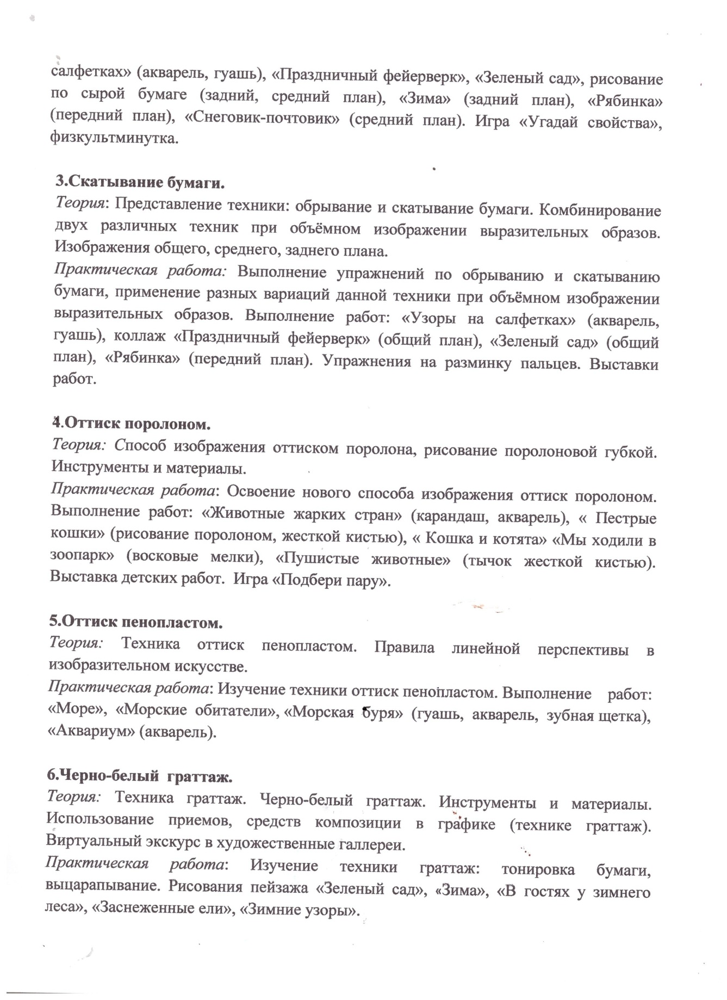 салфетках» (акварель, гуашь), «Праздничный фейерверк», «Зеленый сад», рисование
по сырой бумаге (задний, средний план), «Зима» (задний план), «Рябинка»
(передний план), «Снеговик-почтовик» (средний план). Игра «Угадай свойства»,
физкультминутка.
3.Скатывание бумаги.
Теория: Представление техники: обрывание и скатывание бумаги. Комбинирование
двух различных техник при объёмном изображении выразительных образов.
Изображения общего, среднего, заднего плана.
Практическая работа: Выполнение упражнений по обрыванию и скатыванию
бумаги, применение разных вариаций данной техники при объёмном изображении
выразительных образов. Выполнение работ: «Узоры на салфетках» (акварель,
гуашь), коллаж «Праздничный фейерверк» (общий план), «Зеленый сад» (общий
план), «Рябинка» (передний план). Упражнения на разминку пальцев. Выставки
работ.
4.Оттиск поролоном.
Теория: Способ изображения оттиском поролона, рисование поролоновой губкой.
Инструменты и материалы.
Практическая работа: Освоение нового способа изображения оттиск поролоном.
Выполнение работ: «Животные жарких стран» (карандаш, акварель), « Пестрые
кошки» (рисование поролоном, жесткой кистью), « Кошка и котята» «Мы ходили в
зоопарк» (восковые мелки), «Пушистые животные» (тычок жесткой кистью).
Выставка детских работ. Игра «Подбери пару».
5.Оттиск пенопластом.
Теория: Техника оттиск пенопластом. Правила линейной перспективы в
изобразительном искусстве.
Практическая работа: Изучение техники оттиск пенопластом. Выполнение работ:
«Море», «Морские обитатели», «Морская буря» (гуашь, акварель, зубная щетка),
«Аквариум» (акварель).
6.Черно-белый граттаж.
Теория: Техника граттаж. Черно-белый граттаж. Инструменты и материалы.
Использование приемов, средств композиции в графике (технике граттаж).
Виртуальный экскурс в художественные галлереи.
Практическая работа: Изучение техники граттаж: тонировка бумаги,
выцарапывание. Рисования пейзажа «Зеленый сад», «Зима», «В гостях у зимнего
леса», «Заснеженные ели», «Зимние узоры».